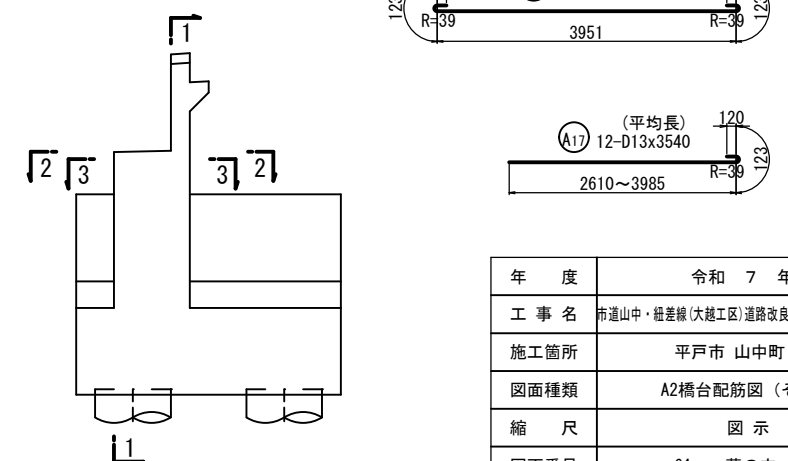 1
2
3
3
2
1
123
R=39
3951
R=39
123
(平均長)
A17 12-D13x3540
120
123
R=39
2610～3985
年 度 令和 7 年
工 事 名 市道山中・紐差線(大越工区)道路改良
施工箇所 平戸市 山中町
図面種類 A2橋台配筋図（そ
縮 尺 図 示